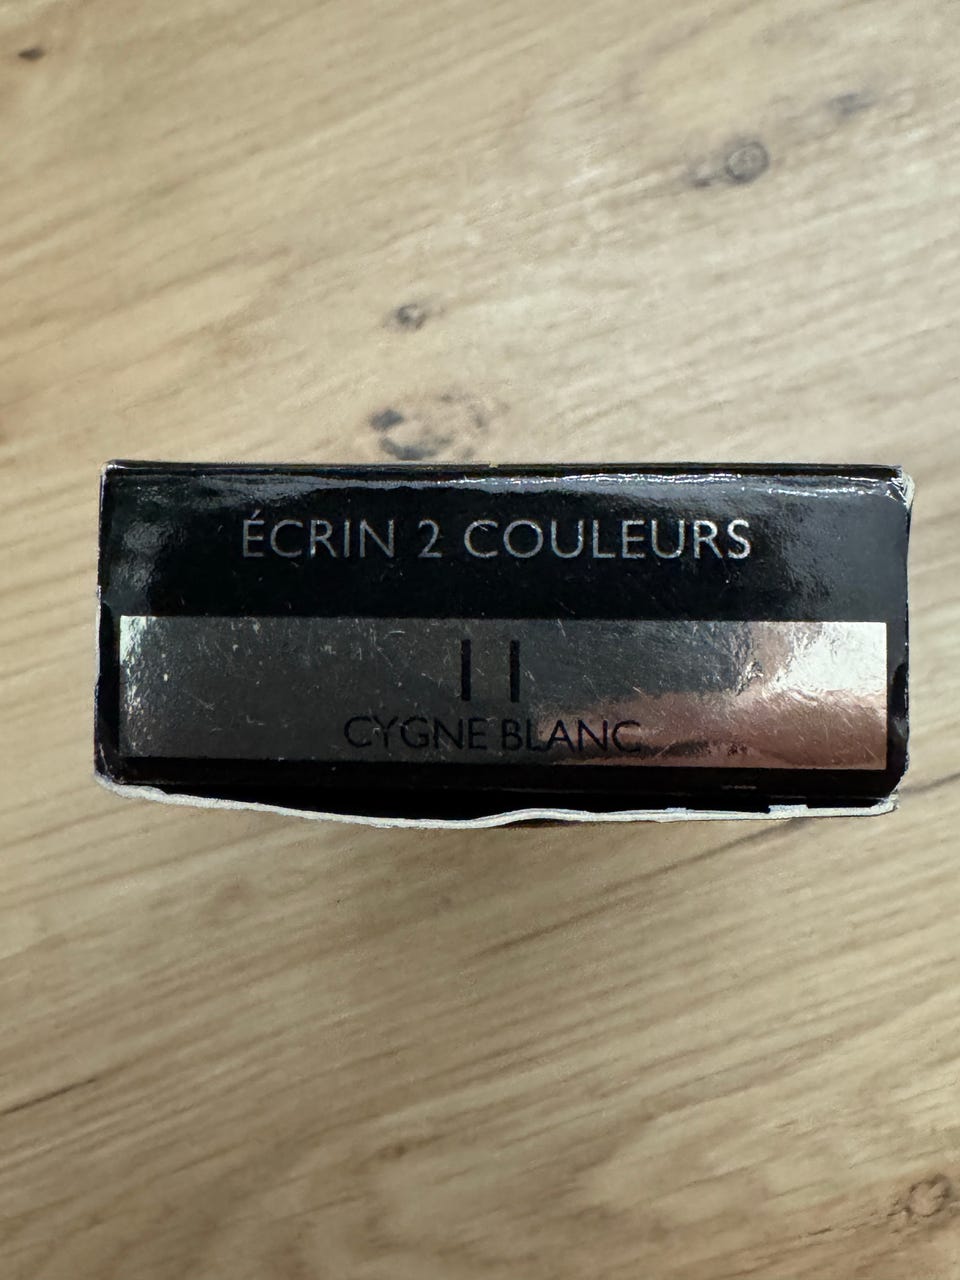 ÉCRIN 2 COULEURS
11
CYGNE BLANC